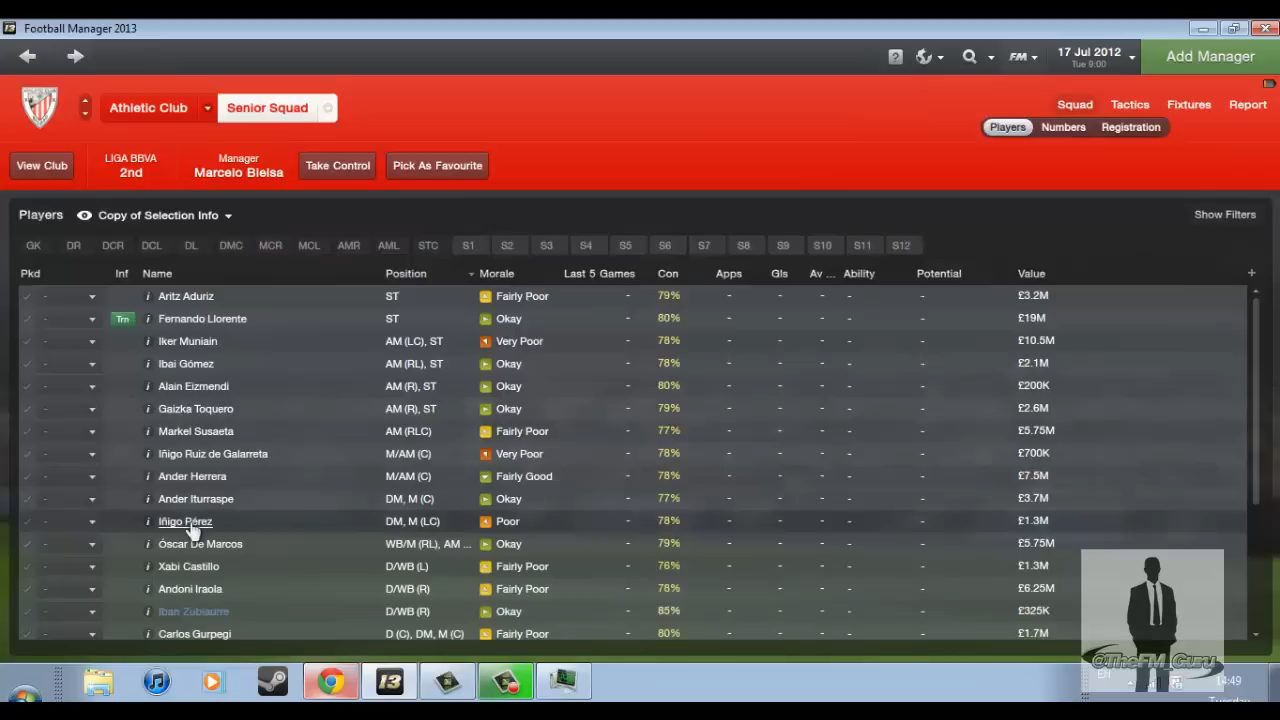 Football Manager 2013
17 Jul 2012
Tue 9:00
FM
Add Manager
Athletic Club
Senior Squad
Squad Tactics Fixtures Report
Players Numbers Registration
View Club
LIGA BBVA
2nd
Manager
Marcelo Bielsa
Take Control
Pick As Favourite
Players Copy of Selection Info Show Filters
GK DR DCR DCL DL DMC MCR MCL AMR AML STC S1 S2 S3 S4 S5 S6 S7 S8 S9 S10 S11 S12
Pkd Inf Name Position Morale Last 5 Games Con Apps Gls Av ... Ability Potential Value +
- i Aritz Aduriz ST Fairly Poor - 79% - - - - - £3.2M
- Trn i Fernando Llorente ST Okay - 80% - - - - - £19M
- i Iker Muniain AM (LC), ST Very Poor - 78% - - - - - £10.5M
- i Ibai Gómez AM (RL), ST Okay - 78% - - - - - £2.1M
- i Alain Eizmendi AM (R), ST Okay - 80% - - - - - £200K
- i Gaizka Toquero AM (R), ST Okay - 79% - - - - - £2.6M
- i Markel Susaeta AM (RLC) Fairly Poor - 77% - - - - - £5.75M
- i Iñigo Ruiz de Galarreta M/AM (C) Very Poor - 78% - - - - - £700K
- i Ander Herrera M/AM (C) Fairly Good - 78% - - - - - £7.5M
- i Ander Iturraspe DM, M (C) Okay - 77% - - - - - £3.7M
- i Iñigo Pérez DM, M (LC) Poor - 78% - - - - - £1.3M
- i Óscar De Marcos WB/M (RL), AM ... Okay - 79% - - - - - £5.75M
- i Xabi Castillo D/WB (L) Fairly Poor - 76% - - - - - £1.3M
- i Andoni Iraola D/WB (R) Fairly Poor - 78% - - - - - £6.25M
- i Iban Zubiaurre D/WB (R) Okay - 85% - - - - - £325K
- i Carlos Gurpegi D (C), DM, M (C) Fairly Poor - 80% - - - - - £1.7M
@TheFM_Guru
13
EN
14:49